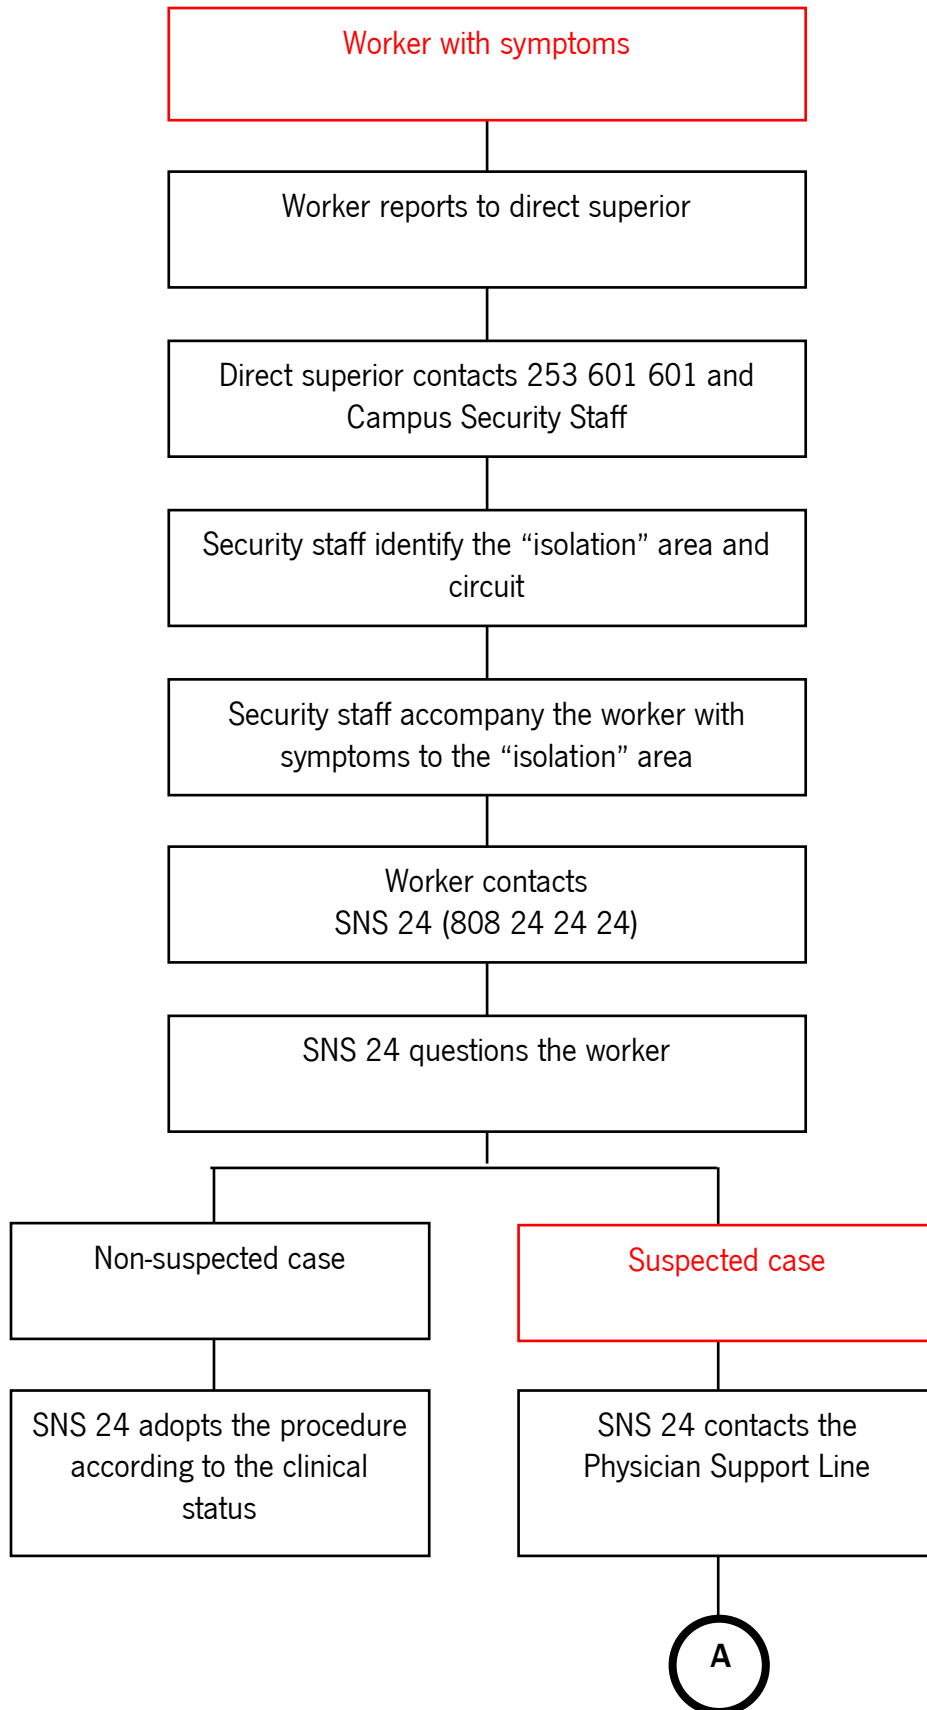 Worker with symptoms
Worker reports to direct superior
Direct superior contacts 253 601 601 and
Campus Security Staff
Security staff identify the “isolation” area and
circuit
Security staff accompany the worker with
symptoms to the “isolation” area
Worker contacts
SNS 24 (808 24 24 24)
SNS 24 questions the worker
Non-suspected case
SNS 24 adopts the procedure
according to the clinical
status
Suspected case
SNS 24 contacts the
Physician Support Line
A